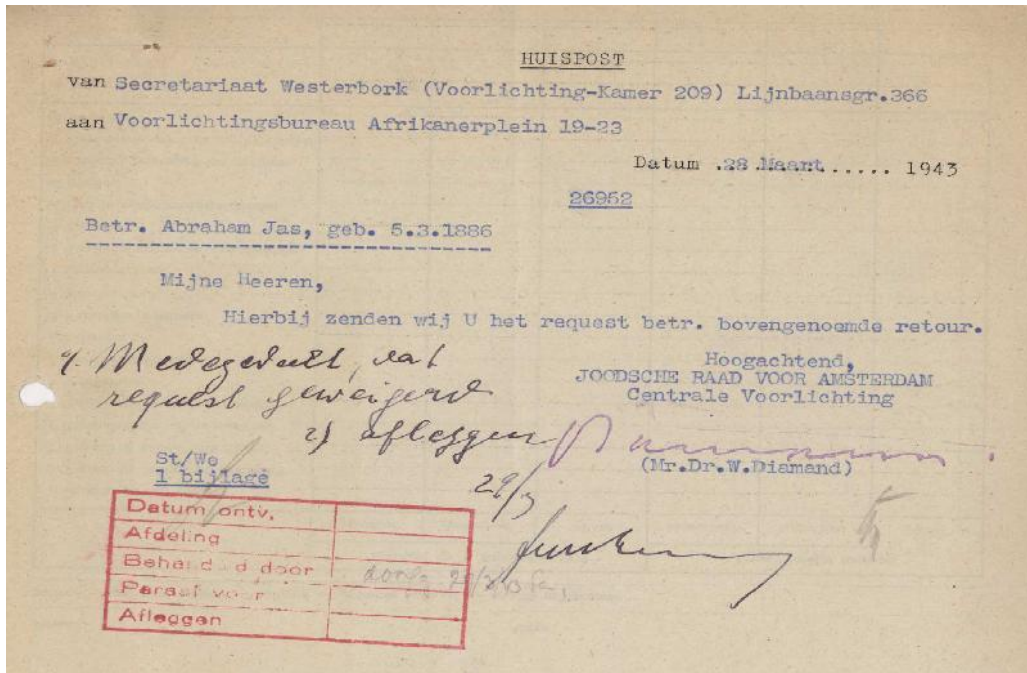 HUISPOST
van Secretariaat Westerbork (Voorlichting-Kamer 209) Lijnbaansgr.366
aan Voorlichtingsbureau Afrikanerplein 19-23
Datum .28 Maart ..... 1943
26952
Betr. Abraham Jas, geb. 5.3.1886
Mijne Heeren,
Hierbij zenden wij U het request betr. bovengenoemde retour.
Hoogachtend,
JOODSCHE RAAD VOOR AMSTERDAM
Centrale Voorlichting
(Mr.Dr.W.Diamand)
Medegedeelt, dat
request geweigerd
2) afleggen
29/3
St/We
1 bijlage
Datum ontv.
Afdeling
Behandeld door
Paraaf voor
Afleggen